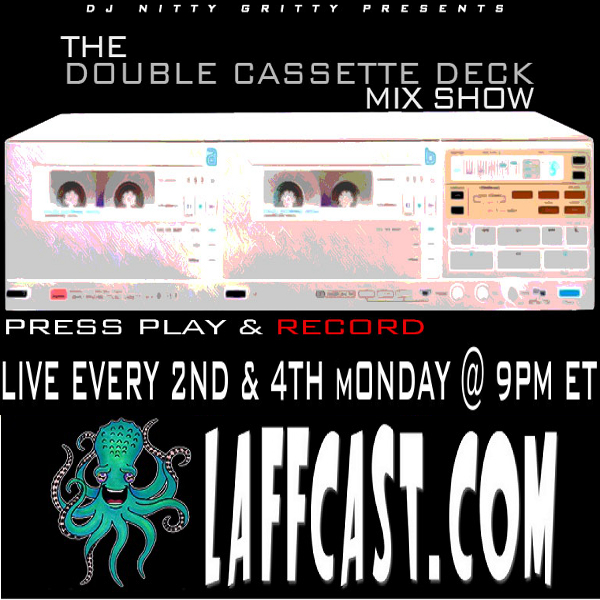 DJ NITTY GRITTY PRESENTS
THE
DOUBLE CASSETTE DECK
MIX SHOW
a
b
PRESS PLAY & RECORD
LIVE EVERY 2ND & 4TH MONDAY @ 9PM ET
LAFFCAST.COM